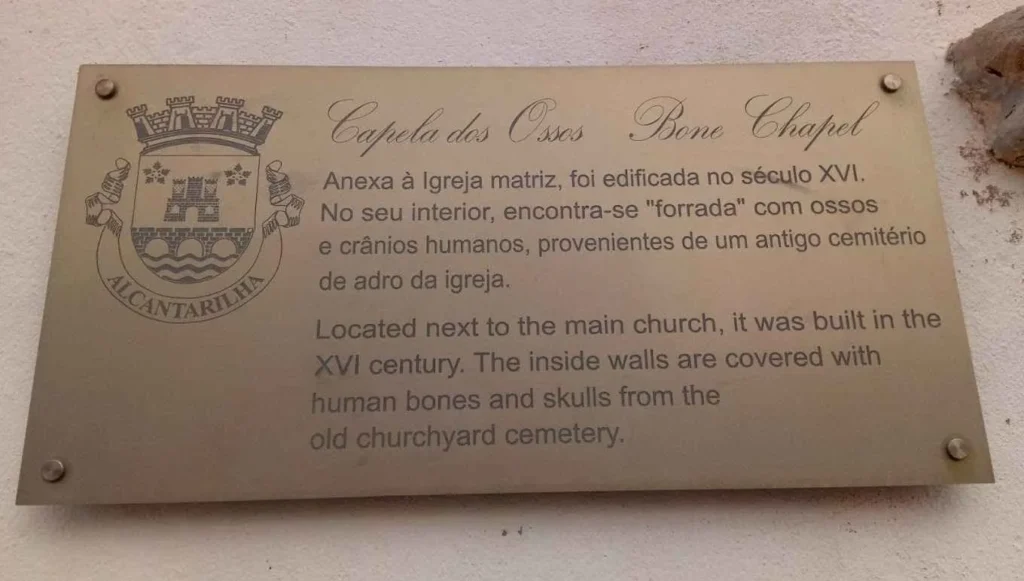 Capela dos Ossos Bone Chapel
Anexa à Igreja matriz, foi edificada no século XVI.
No seu interior, encontra-se "forrada" com ossos
e crânios humanos, provenientes de um antigo cemitério
de adro da igreja.
ALCANTARILHA
Located next to the main church, it was built in the
XVI century. The inside walls are covered with
human bones and skulls from the
old churchyard cemetery.